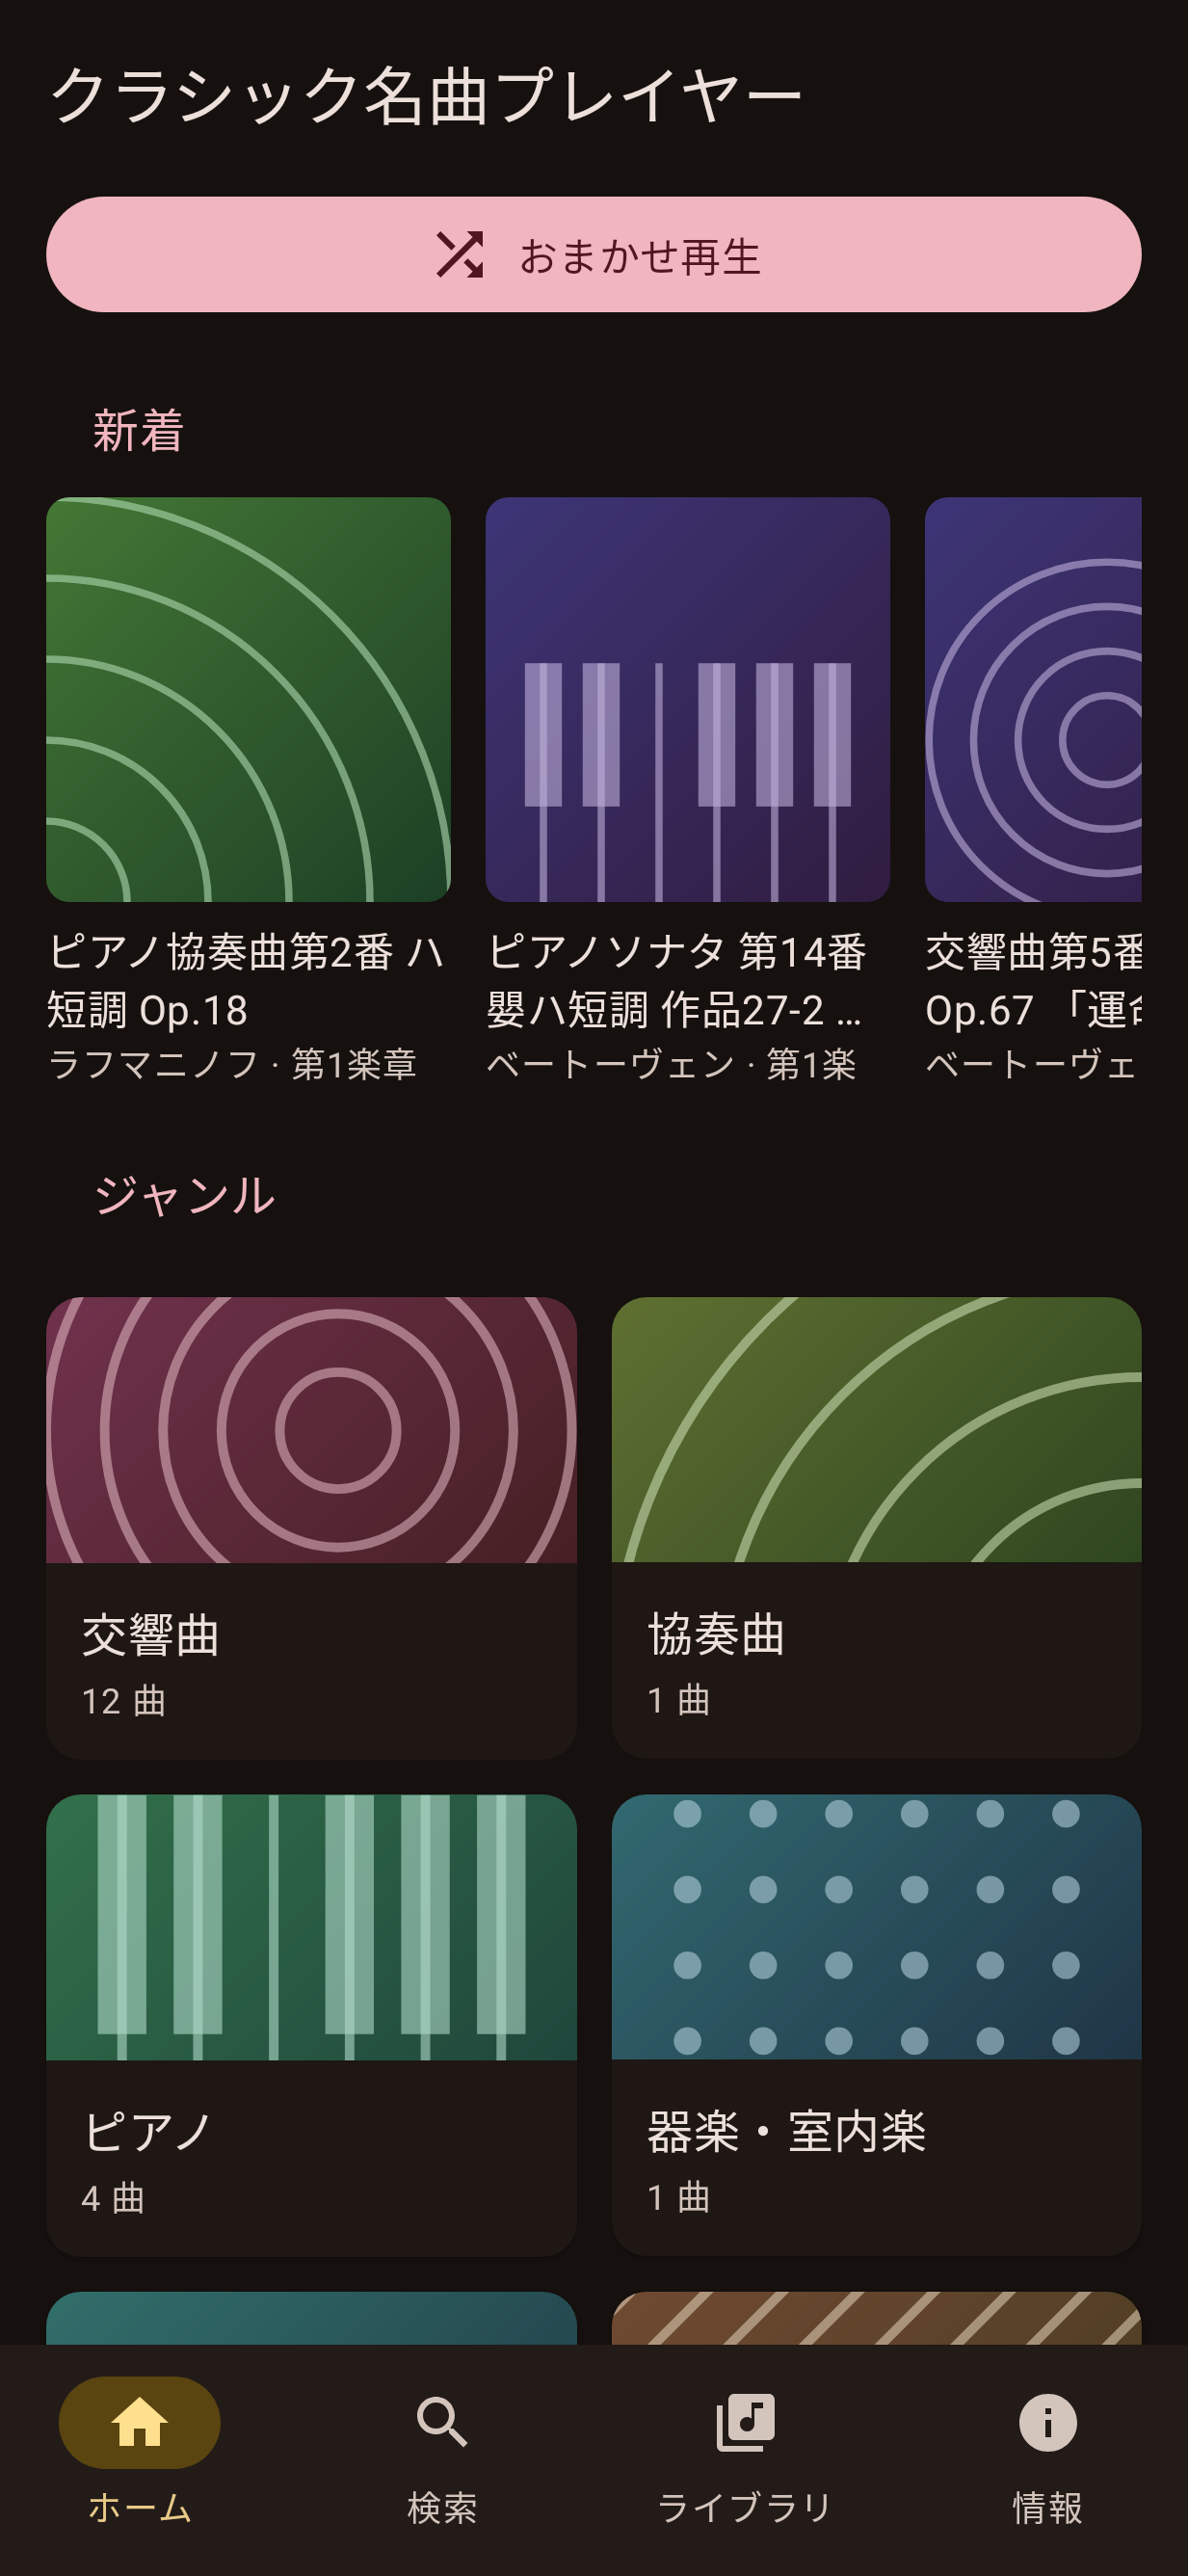 クラシック名曲プレイヤー
おまかせ再生
新着
ピアノ協奏曲第2番 ハ
短調 Op.18
ラフマニノフ · 第1楽章
ピアノソナタ 第14番
嬰ハ短調 作品27-2 …
ベートーヴェン · 第1楽
交響曲第5番
Op.67 「運命
ベートーヴェ
ジャンル
交響曲
12 曲
協奏曲
1 曲
ピアノ
4 曲
器楽・室内楽
1 曲
ホーム
検索
ライブラリ
情報